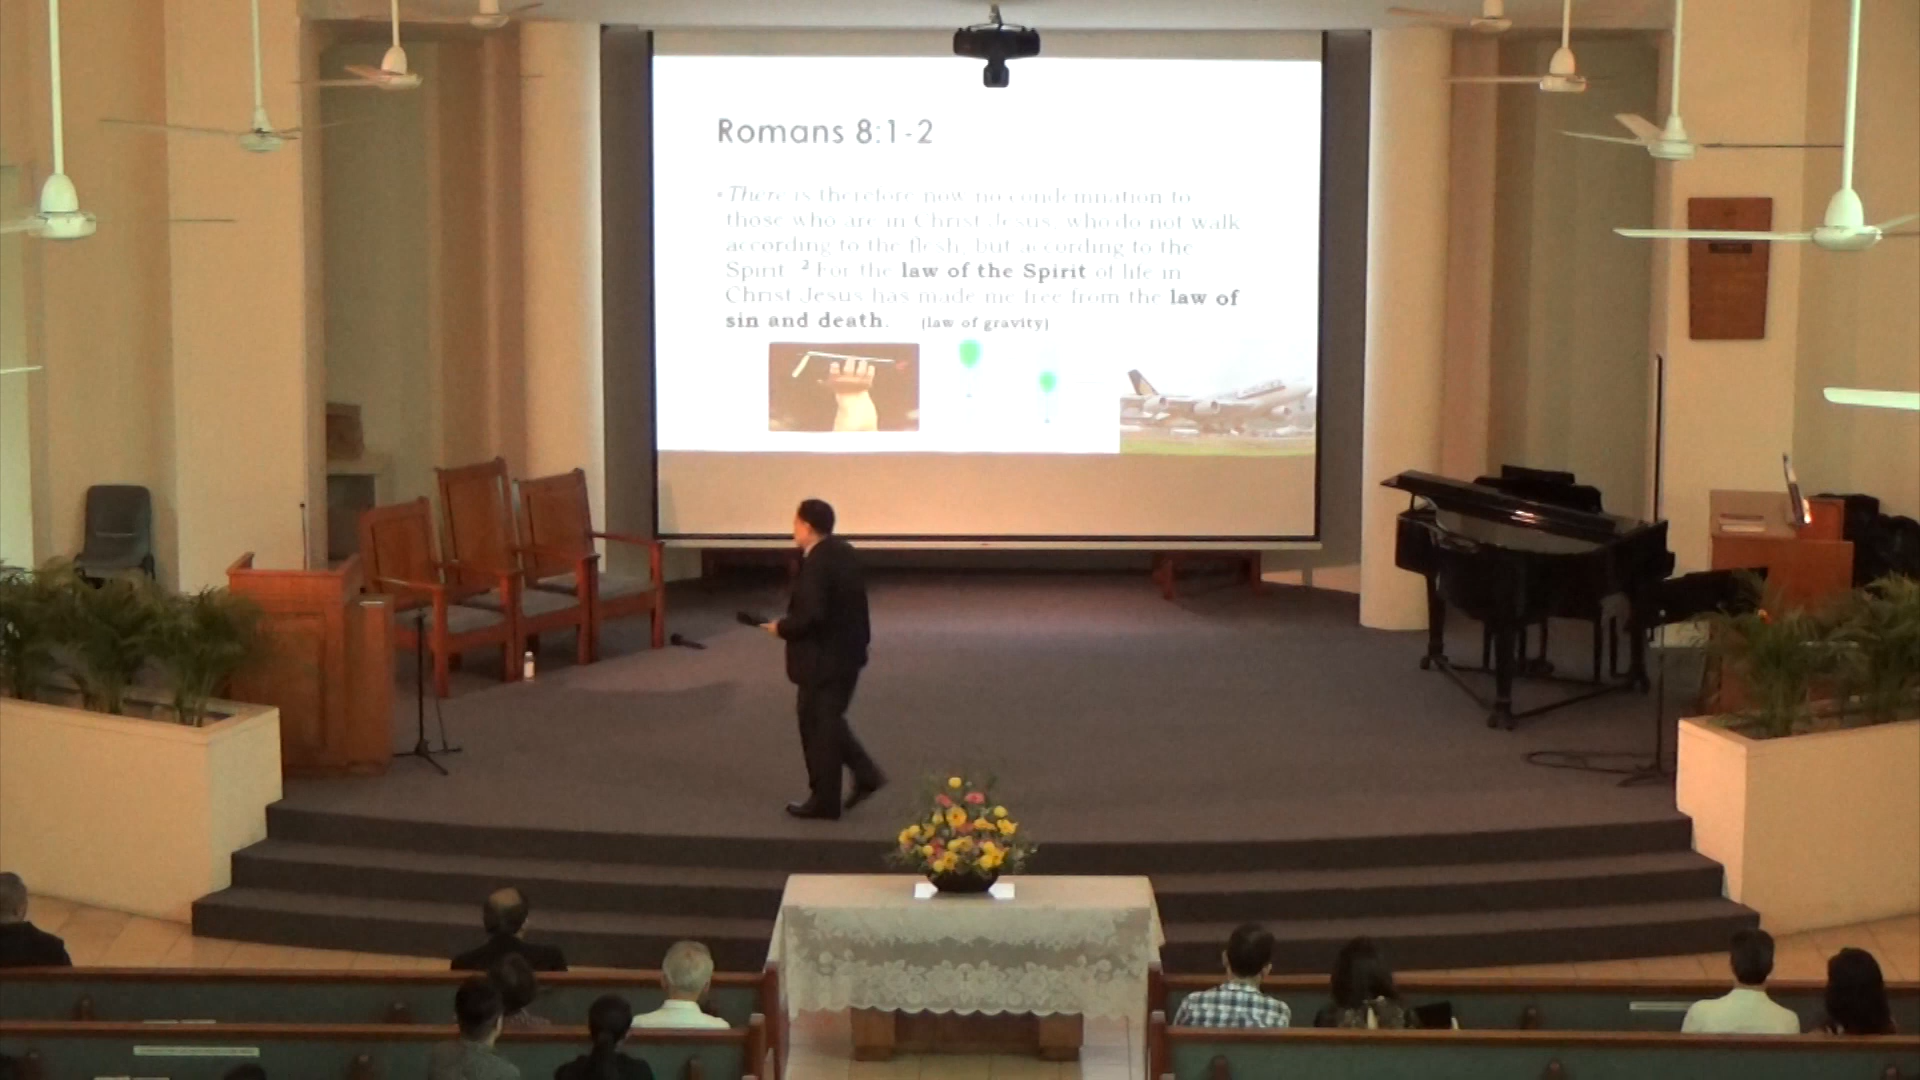 Romans 8:1-2
• There is therefore now no condemnation to
those who are in Christ Jesus, who do not walk
according to the flesh, but according to the
Spirit. ² For the law of the Spirit of life in
Christ Jesus has made me free from the law of
sin and death. (law of gravity)